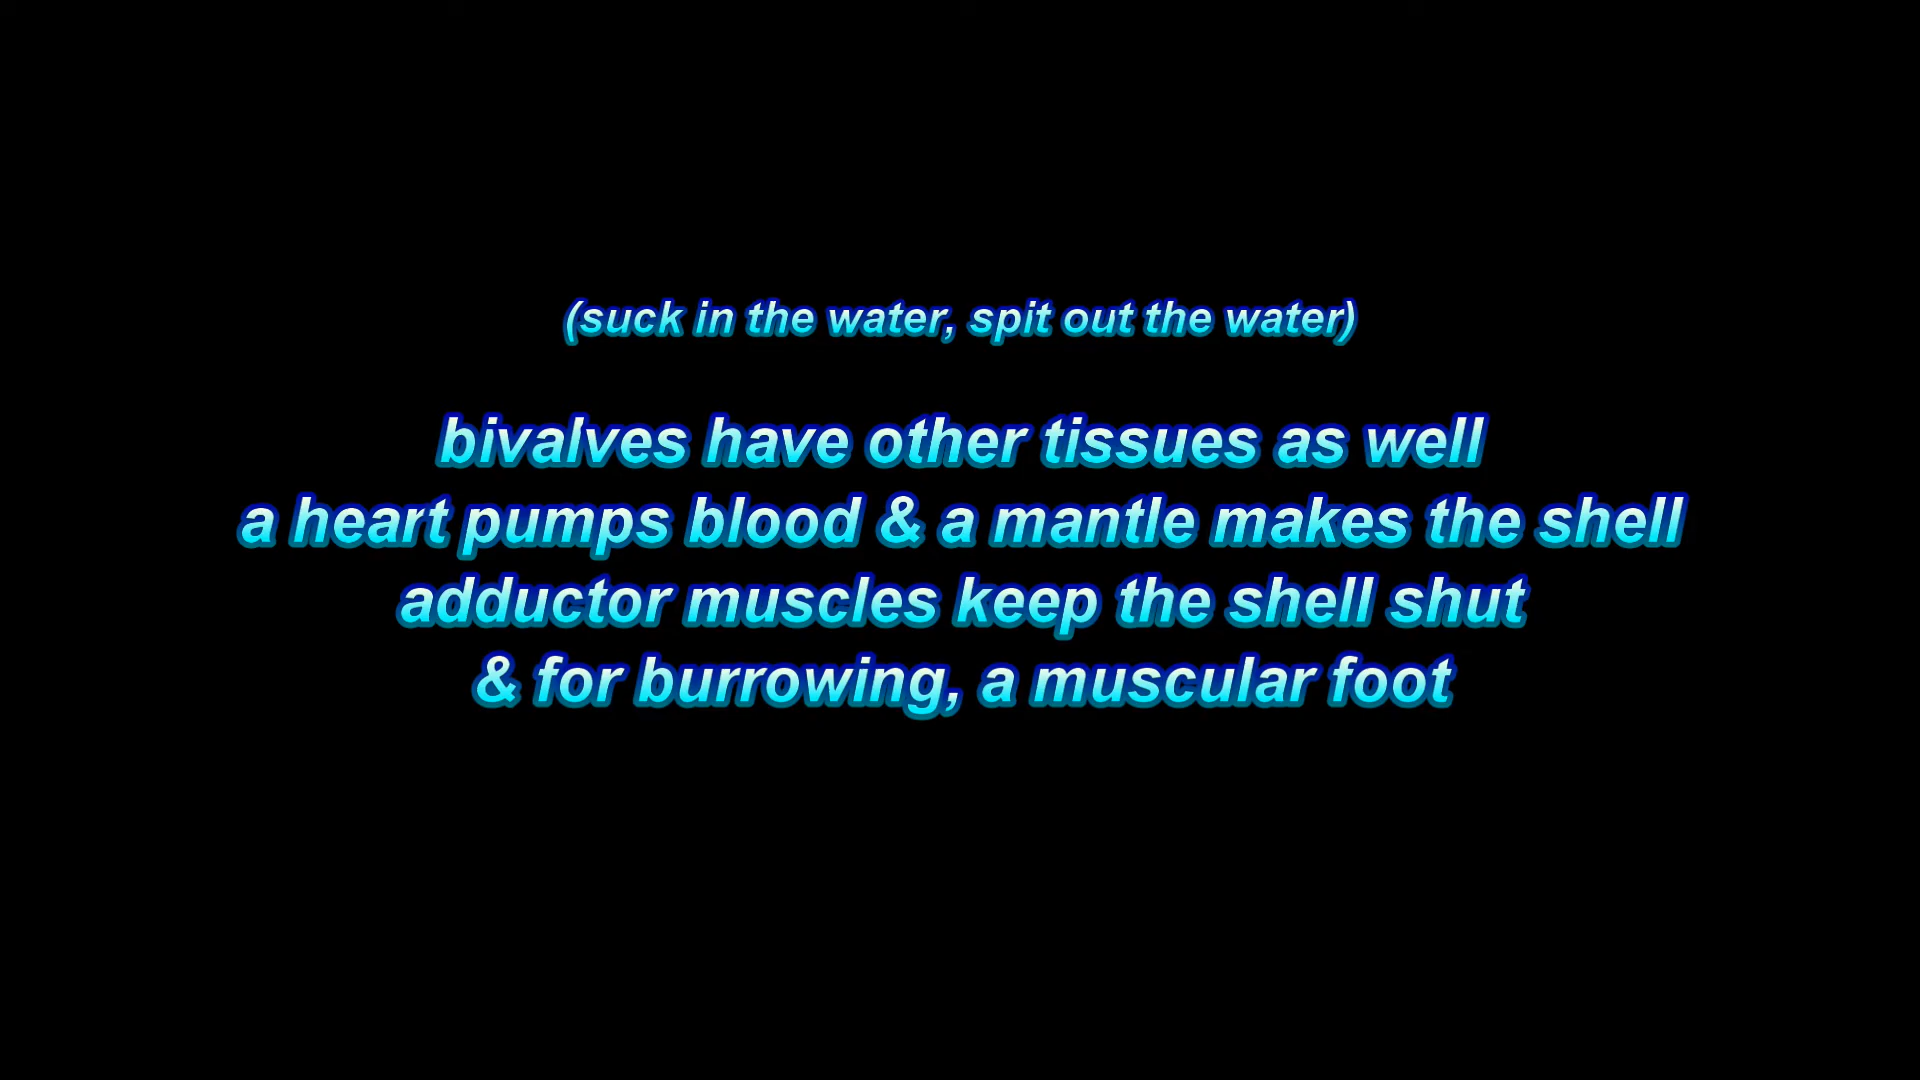 (suck in the water, spit out the water)
bivalves have other tissues as well
a heart pumps blood & a mantle makes the shell
adductor muscles keep the shell shut
& for burrowing, a muscular foot